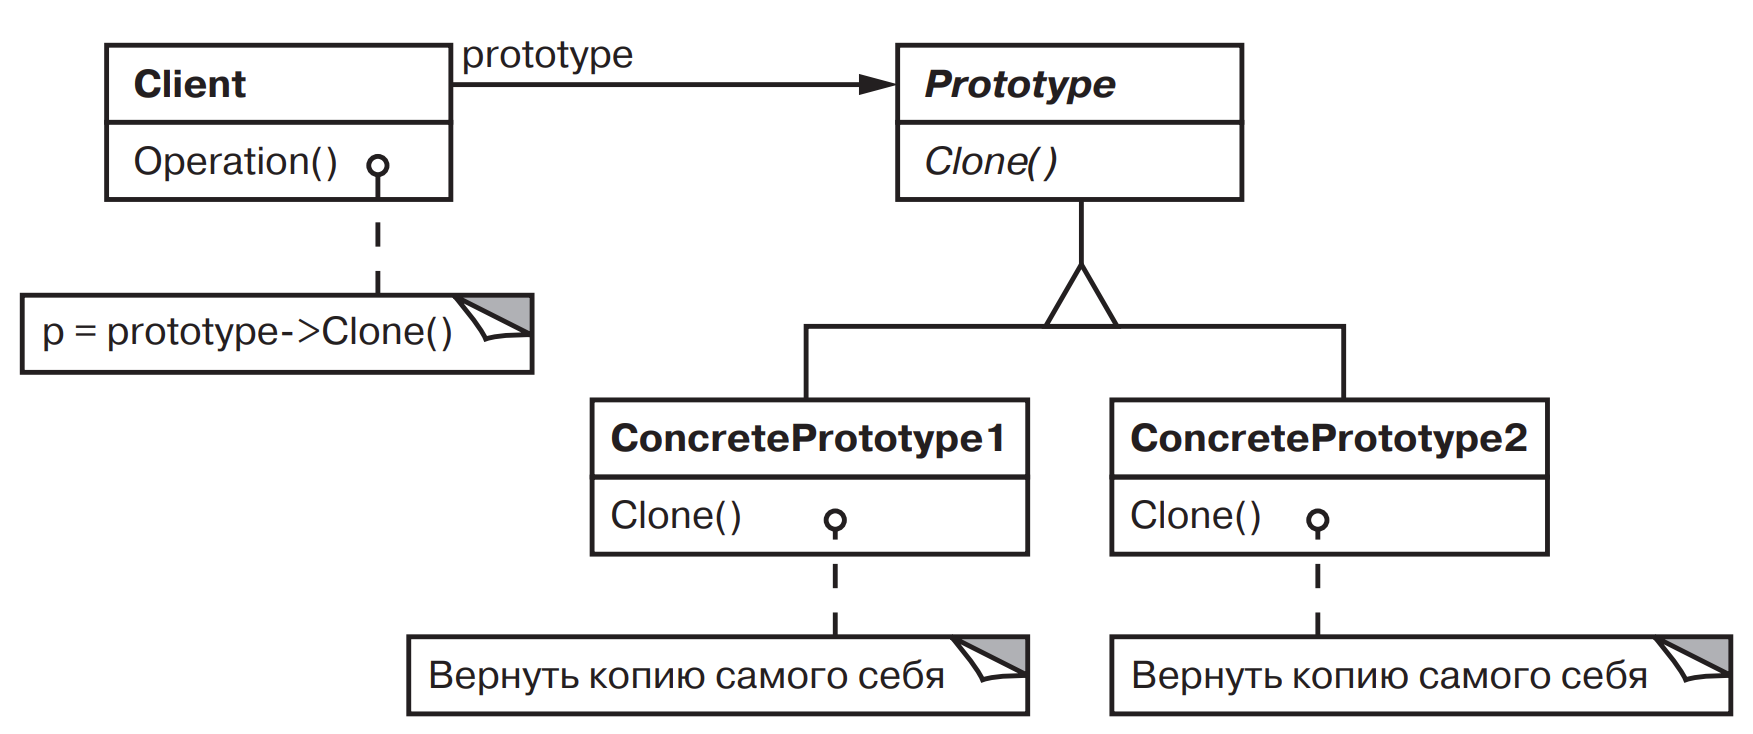 Client
prototype
Prototype
Operation()
Clone()
p = prototype->Clone()
ConcretePrototype1
ConcretePrototype2
Clone()
Clone()
Вернуть копию самого себя
Вернуть копию самого себя